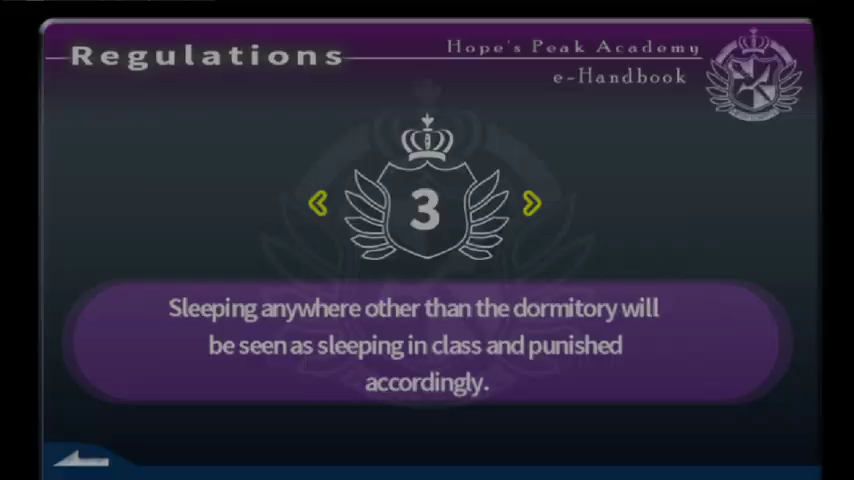 Regulations
Hope's Peak Academy
e-Handbook
3
Sleeping anywhere other than the dormitory will
be seen as sleeping in class and punished
accordingly.